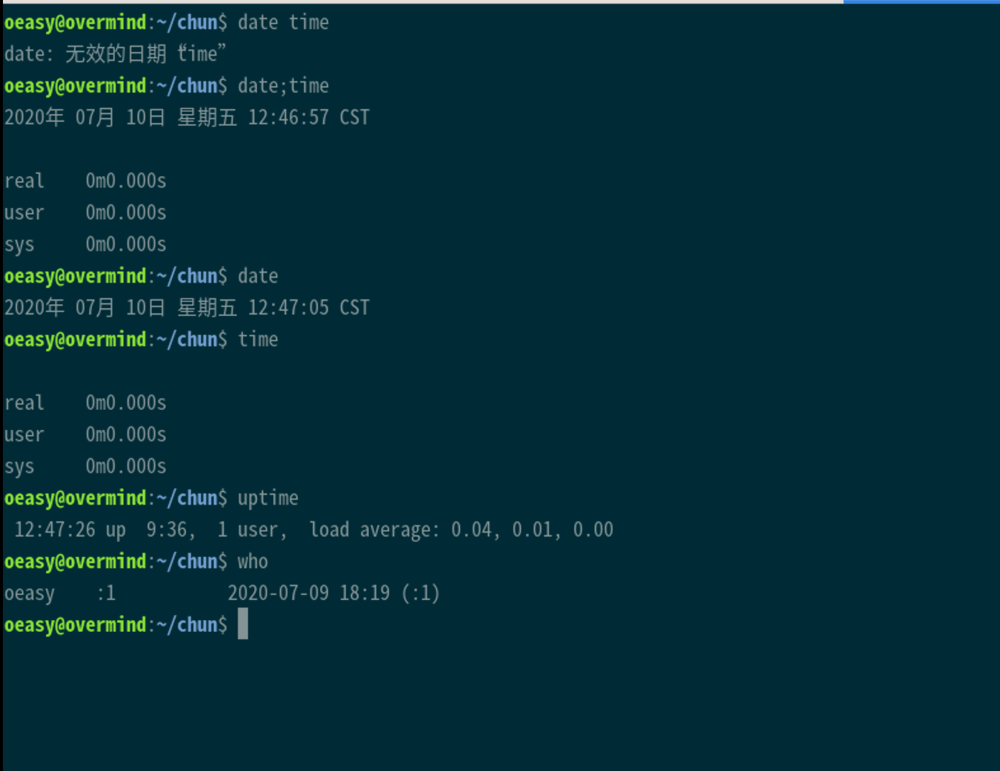 oeasy@overmind:~/chun$ date time
date: 无效的日期 “time”
oeasy@overmind:~/chun$ date;time
2020年 07月 10日 星期五 12:46:57 CST
real    0m0.000s
user    0m0.000s
sys     0m0.000s
oeasy@overmind:~/chun$ date
2020年 07月 10日 星期五 12:47:05 CST
oeasy@overmind:~/chun$ time
real    0m0.000s
user    0m0.000s
sys     0m0.000s
oeasy@overmind:~/chun$ uptime
 12:47:26 up  9:36,  1 user,  load average: 0.04, 0.01, 0.00
oeasy@overmind:~/chun$ who
oeasy    :1           2020-07-09 18:19 (:1)
oeasy@overmind:~/chun$